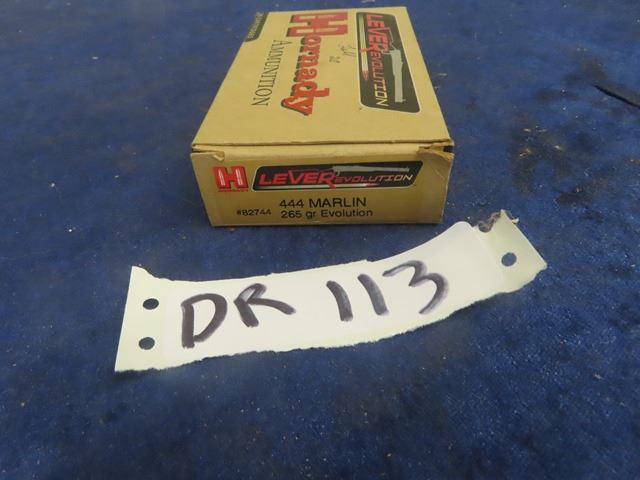 LEVERevolution
Hornady
AMMUNITION
H LEVERevolution
#82744
444 MARLIN
265 gr Evolution
DR 113